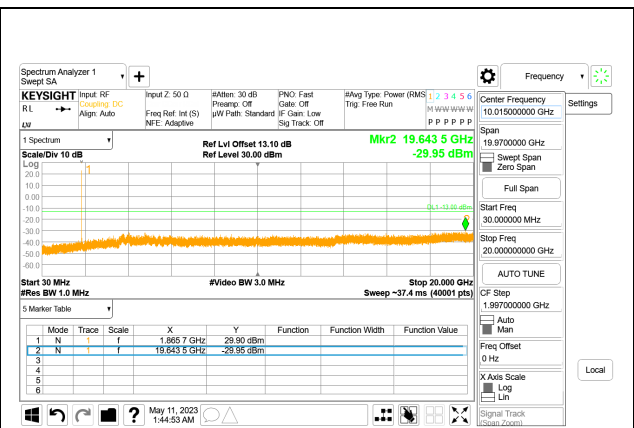 Spectrum Analyzer 1
Swept SA
Frequency
KEYSIGHT
RL
Input: RF
Coupling: DC
Align: Auto
Input Z: 50 Ω
Freq Ref: Int (S)
NFE: Adaptive
#Atten: 30 dB
Preamp: Off
µW Path: Standard
PNO: Fast
Gate: Off
IF Gain: Low
Sig Track: Off
#Avg Type: Power (RMS
Trig: Free Run
1 2 3 4 5 6
M W W W W W
P P P P P P
LXI
Settings
Center Frequency
10.015000000 GHz
Span
19.9700000 GHz
Swept Span
Zero Span
Full Span
Start Freq
30.000000 MHz
Stop Freq
20.000000000 GHz
AUTO TUNE
CF Step
1.997000000 GHz
Auto
Man
Freq Offset
0 Hz
X Axis Scale
Log
Lin
Signal Track
(Span Zoom)
Local
1 Spectrum
Scale/Div 10 dB
Ref Lvl Offset 13.10 dB
Ref Level 30.00 dBm
Mkr2 19.643 5 GHz
-29.95 dBm
Log
1
20.0
10.0
0.00
-10.0
DL1 -13.00 dBm
-20.0
-30.0
-40.0
-50.0
-60.0
Start 30 MHz
#Video BW 3.0 MHz
Stop 20.000 GHz
#Res BW 1.0 MHz
Sweep ~37.4 ms (40001 pts)
5 Marker Table
Mode Trace Scale X Y Function Function Width Function Value
1 N 1 f 1.865 7 GHz 29.90 dBm
2 N 1 f 19.643 5 GHz -29.95 dBm
3
4
5
6
?
May 11, 2023
1:44:53 AM